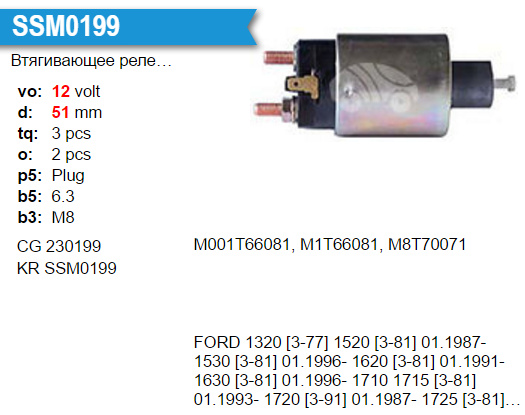 SSM0199
Втягивающее реле...
vo: 12 volt
d: 51 mm
tq: 3 pcs
o: 2 pcs
p5: Plug
b5: 6.3
b3: M8
CG 230199
KR SSM0199
M001T66081, M1T66081, M8T70071
FORD 1320 [3-77] 1520 [3-81] 01.1987-
1530 [3-81] 01.1996- 1620 [3-81] 01.1991-
1630 [3-81] 01.1996- 1710 1715 [3-81]
01.1993- 1720 [3-91] 01.1987- 1725 [3-81]...